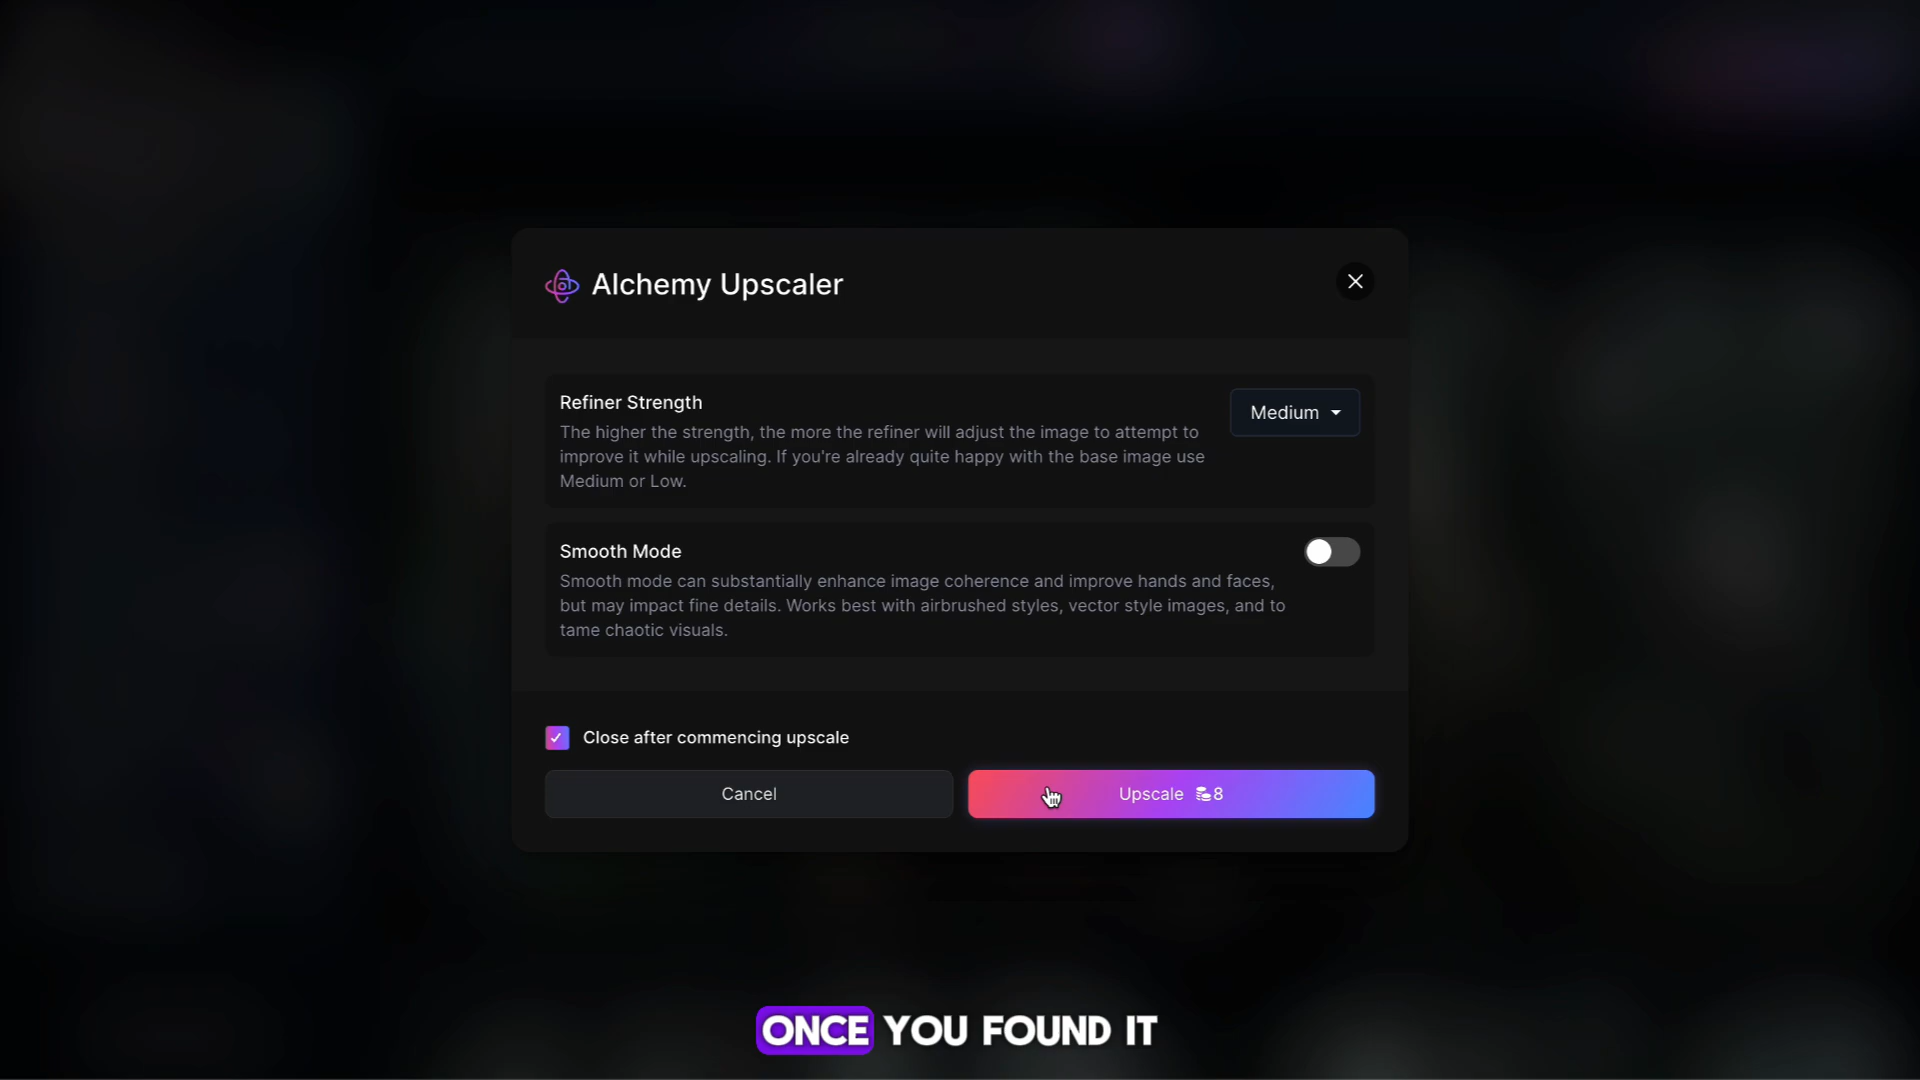 Alchemy Upscaler
Refiner Strength
Medium
The higher the strength, the more the refiner will adjust the image to attempt to
improve it while upscaling. If you're already quite happy with the base image use
Medium or Low.
Smooth Mode
Smooth mode can substantially enhance image coherence and improve hands and faces,
but may impact fine details. Works best with airbrushed styles, vector style images, and to
tame chaotic visuals.
Close after commencing upscale
Cancel
Upscale 8
ONCE YOU FOUND IT